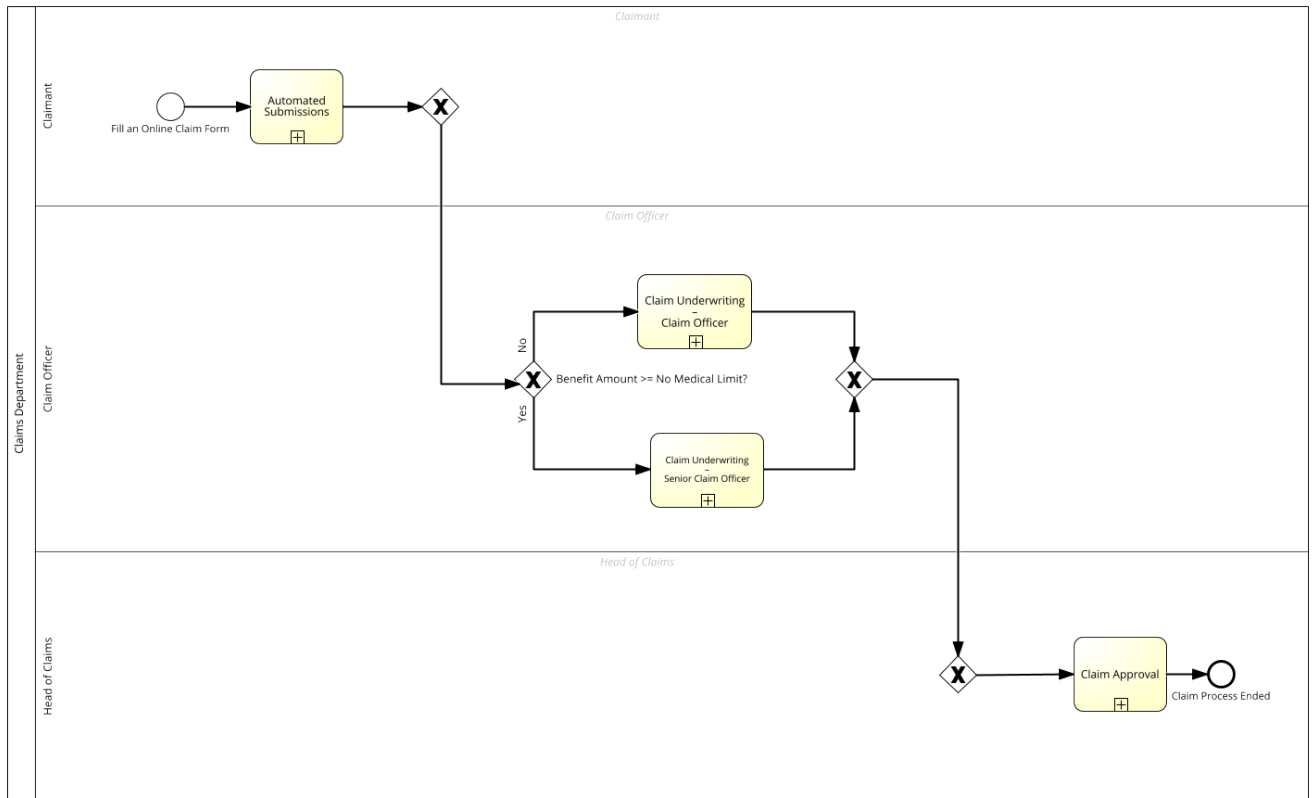 Claimant
Claims Department
Claimant
Automated
Submissions
Fill an Online Claim Form
Claim Officer
Claim Officer
Claim Underwriting
–
Claim Officer
No
Benefit Amount >= No Medical Limit?
Yes
Claim Underwriting
–
Senior Claim Officer
Head of Claims
Head of Claims
Claim Approval
Claim Process Ended